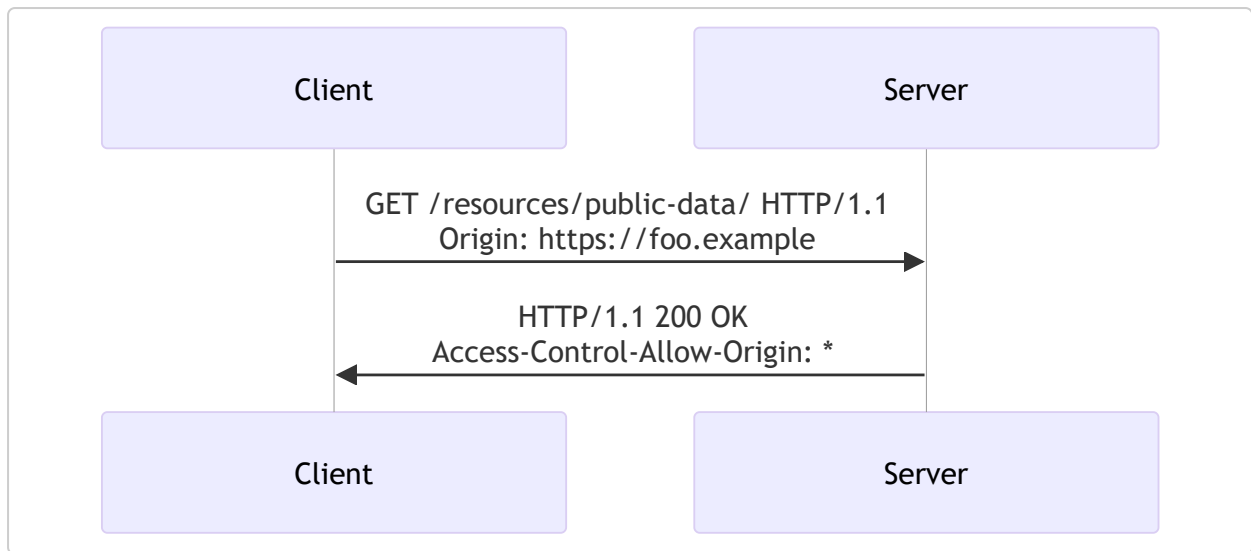 Client
Server
GET /resources/public-data/ HTTP/1.1
Origin: https://foo.example
HTTP/1.1 200 OK
Access-Control-Allow-Origin: *
Client
Server